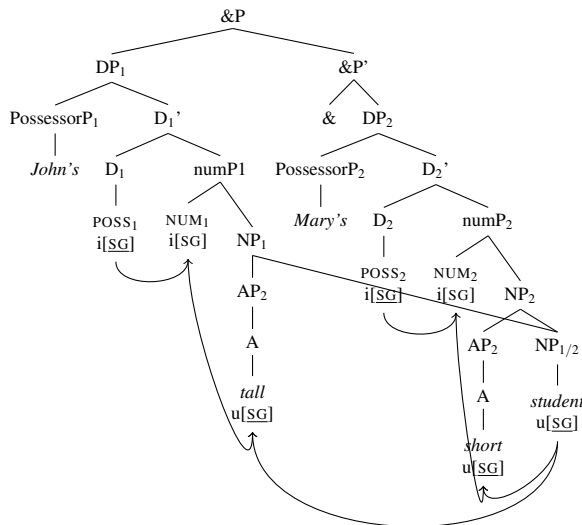 &P
DP₁ &P'
PossessorP₁ D₁' & DP₂
John's D₁ numP1 PossessorP₂ D₂'
POSS₁ NUM₁ NP₁ Mary's D₂ numP₂
i[SG] i[SG] POSS₂ NUM₂ NP₂
AP₂ i[SG] i[SG]
A AP₂ NP₁/₂
tall A student
u[SG] short u[SG]
u[SG]